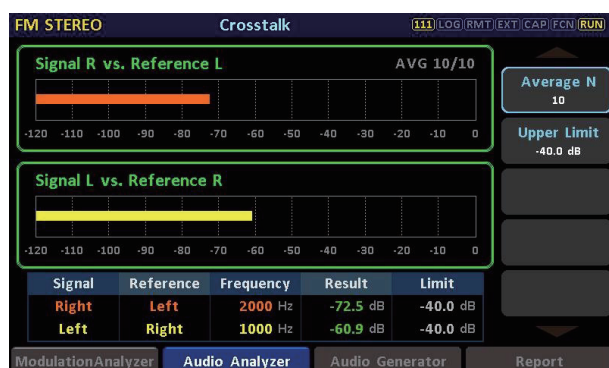 FM STEREO Crosstalk 111 LOG RMT EXT CAP FCN RUN
Signal R vs. Reference L AVG 10/10
-120 -110 -100 -90 -80 -70 -60 -50 -40 -30 -20 -10 0
Average N
10
Upper Limit
-40.0 dB
Signal L vs. Reference R
-120 -110 -100 -90 -80 -70 -60 -50 -40 -30 -20 -10 0
Signal Reference Frequency Result Limit
Right Left 2000 Hz -72.5 dB -40.0 dB
Left Right 1000 Hz -60.9 dB -40.0 dB
ModulationAnalyzer Audio Analyzer Audio Generator Report